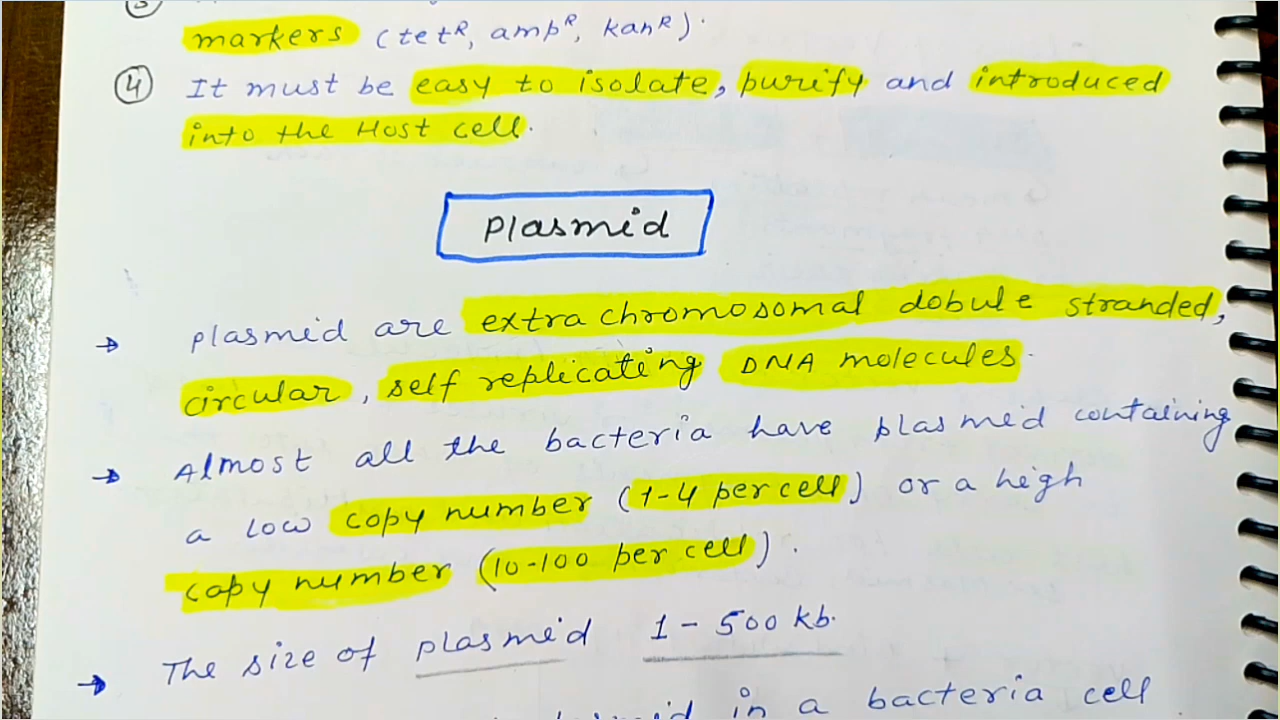 ③
markers (tetᴿ, ampᴿ, kanᴿ).
④ It must be easy to isolate, purify and introduced
into the Host cell.
Plasmid
→ plasmid are extra chromosomal dobule stranded,
circular, self replicating DNA molecules.
→ Almost all the bacteria have plasmid containing
a low copy number (1-4 per cell) or a high
copy number (10-100 per cell).
→ The size of plasmid 1-500 kb.
in a bacteria cell